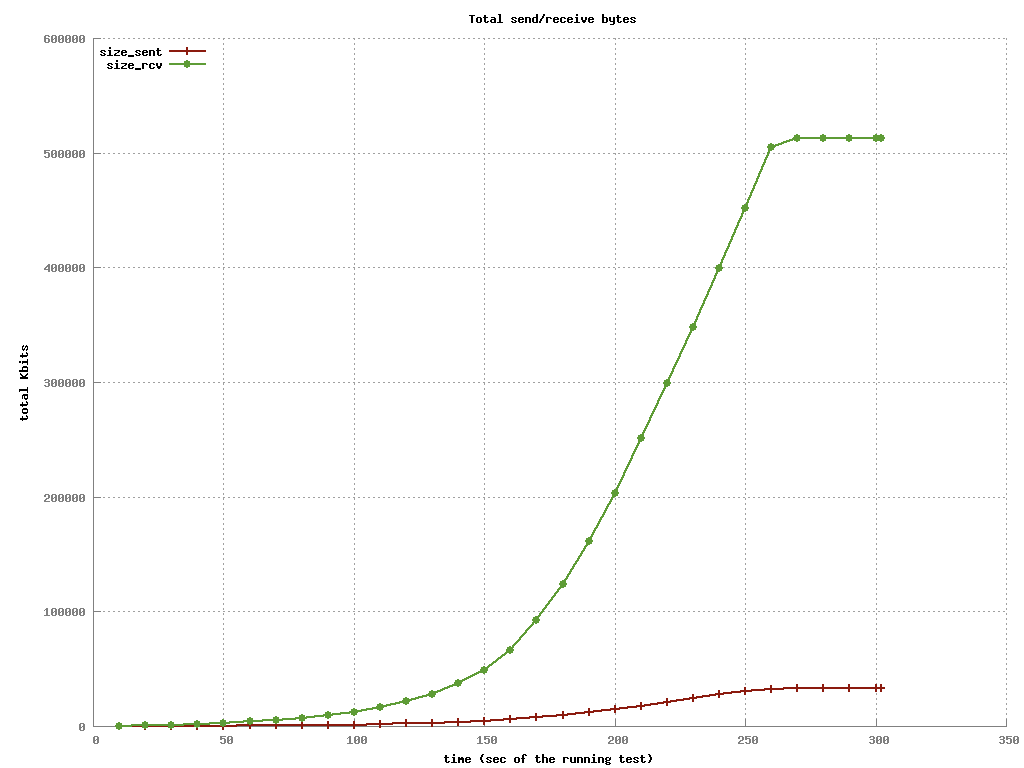 Total send/receive bytes
600000
500000
400000
300000
200000
100000
0
size_sent
size_rcv
total Kbits
0 50 100 150 200 250 300 350
time (sec of the running test)